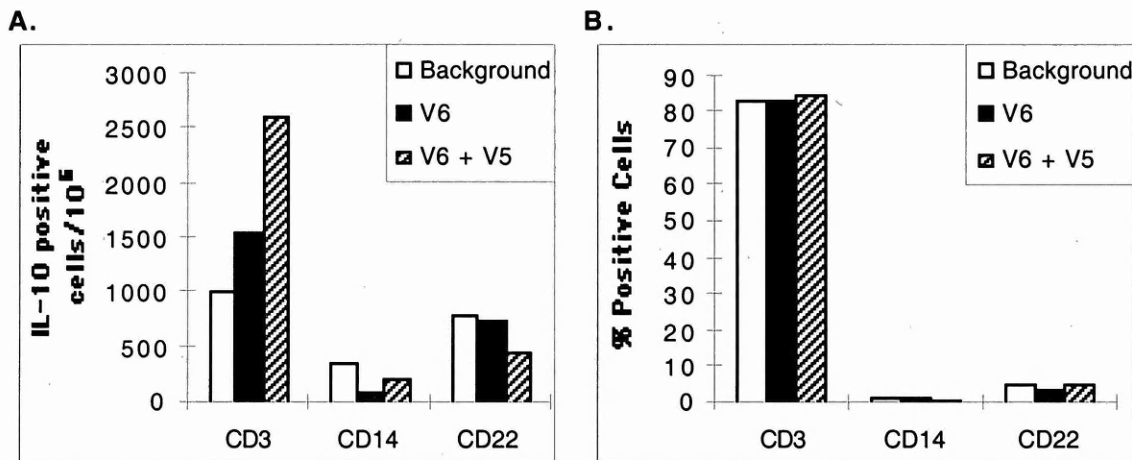 A.
IL-10 positive
cells/10⁶
3000
2500
2000
1500
1000
500
0
CD3
CD14
CD22
Background
V6
V6 + V5
B.
% Positive Cells
90
80
70
60
50
40
30
20
10
0
CD3
CD14
CD22
Background
V6
V6 + V5